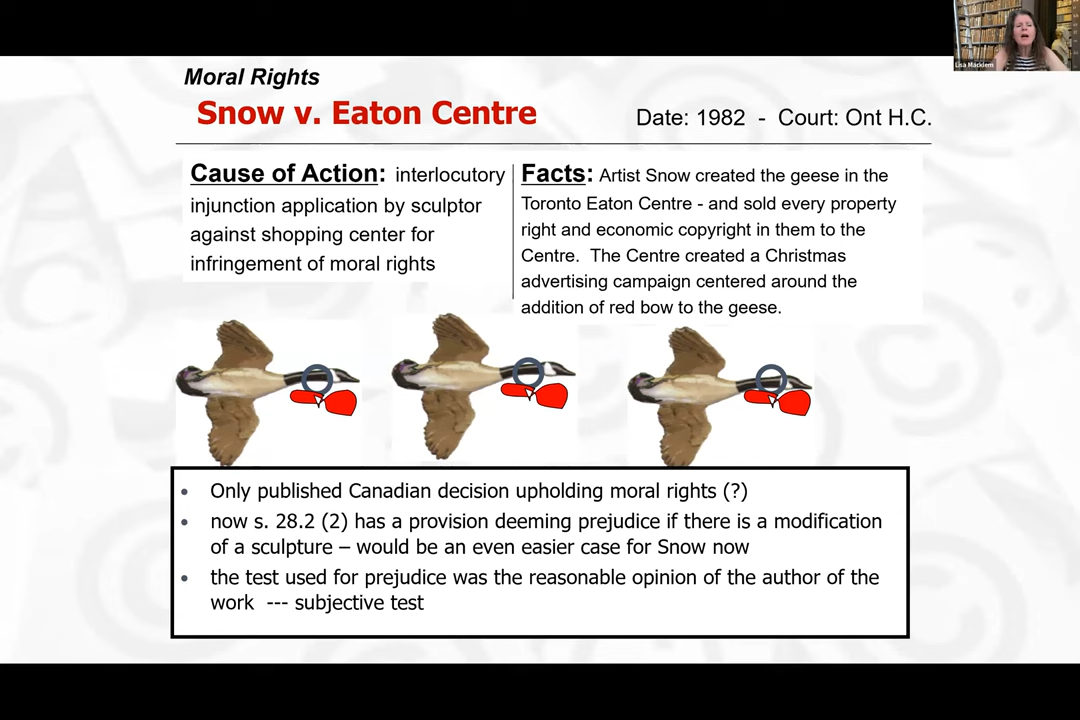 Moral Rights
Snow v. Eaton Centre
Date: 1982 - Court: Ont H.C.
Cause of Action: interlocutory
injunction application by sculptor
against shopping center for
infringement of moral rights
Facts: Artist Snow created the geese in the
Toronto Eaton Centre - and sold every property
right and economic copyright in them to the
Centre. The Centre created a Christmas
advertising campaign centered around the
addition of red bow to the geese.
• Only published Canadian decision upholding moral rights (?)
• now s. 28.2 (2) has a provision deeming prejudice if there is a modification
of a sculpture – would be an even easier case for Snow now
• the test used for prejudice was the reasonable opinion of the author of the
work --- subjective test
Lisa Macklem